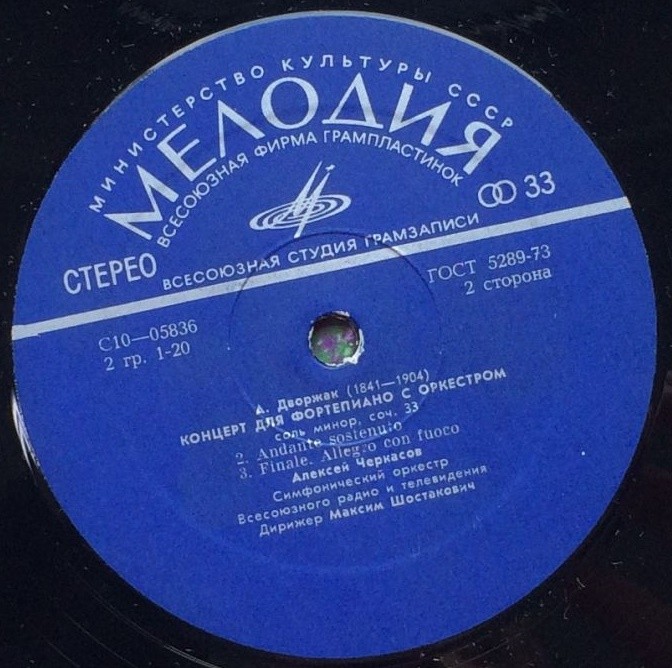 МИНИСТЕРСТВО КУЛЬТУРЫ СССР
МЕЛОДИЯ
ВСЕСОЮЗНАЯ ФИРМА ГРАМПЛАСТИНОК
33
СТЕРЕО
ВСЕСОЮЗНАЯ СТУДИЯ ГРАМЗАПИСИ
ГОСТ 5289-73
2 сторона
С10—05836
2 гр. 1-20
А. Дворжак (1841—1904)
КОНЦЕРТ ДЛЯ ФОРТЕПИАНО С ОРКЕСТРОМ
соль минор, соч. 33
2. Andante sostenuto
3. Finale. Allegro con fuoco
Алексей Черкасов
Симфонический оркестр
Всесоюзного радио и телевидения
Дирижер Максим Шостакович